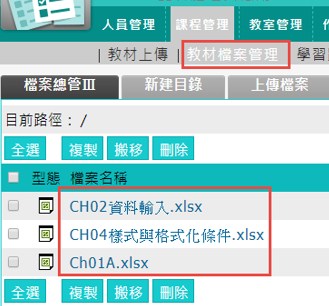 人員管理 課程管理 教室管理
| 教材上傳 | 教材檔案管理 | 學習
檔案總管III 新建目錄 上傳檔案
目前路徑： /
全選 複製 搬移 刪除
型態 檔案名稱
CH02資料輸入.xlsx
CH04樣式與格式化條件.xlsx
Ch01A.xlsx
全選 複製 搬移 刪除